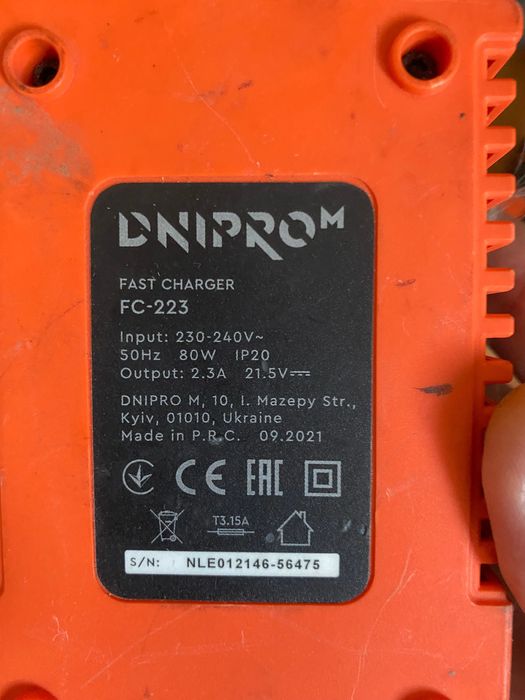 DNIPRO M
FAST CHARGER
FC-223
Input: 230-240V~
50Hz 80W IP20
Output: 2.3A 21.5V⎓
DNIPRO M, 10, I. Mazepy Str.,
Kyiv, 01010, Ukraine
Made in P.R.C. 09.2021
CE EAC
T3.15A
S/N: NLE012146-56475